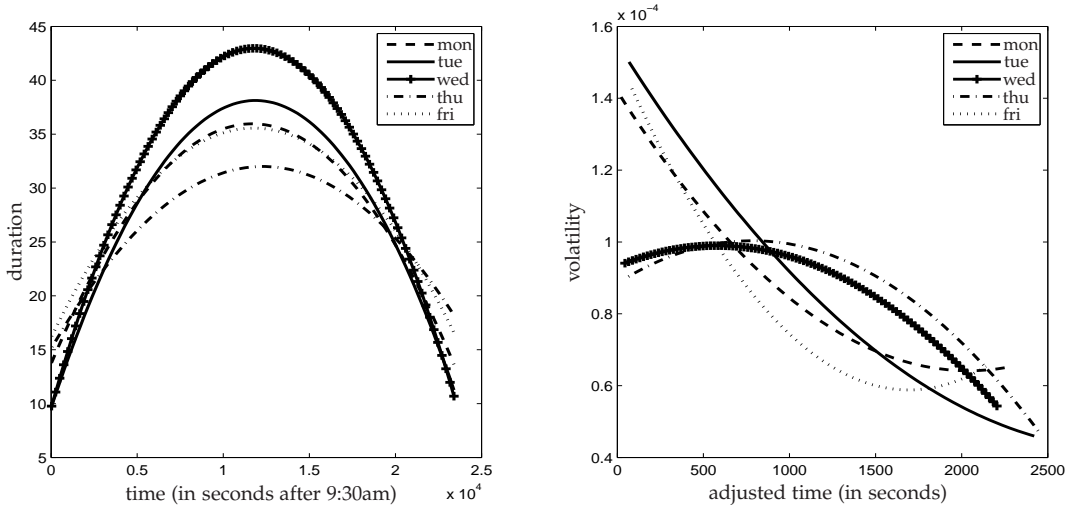 45
40
35
30
25
20
15
10
5
duration
0
0.5
1
1.5
2
2.5
x 10^4
time (in seconds after 9:30am)
mon
tue
wed
thu
fri
x 10^-4
1.6
1.4
1.2
1
0.8
0.6
0.4
volatility
0
500
1000
1500
2000
2500
adjusted time (in seconds)
mon
tue
wed
thu
fri